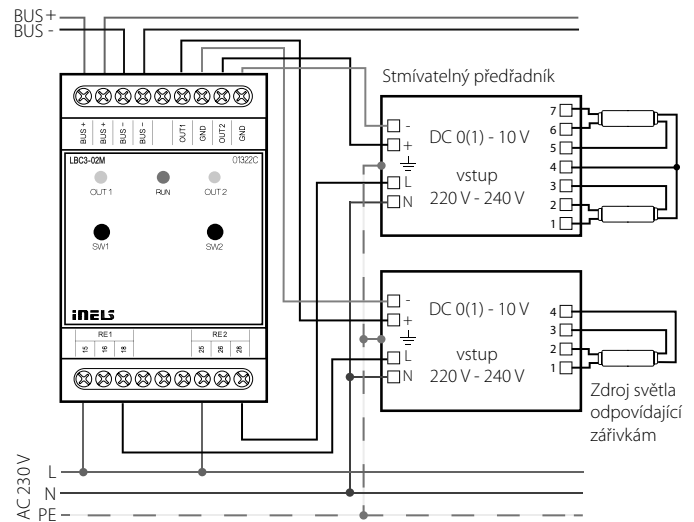 BUS +
BUS -
BUS +
BUS +
BUS -
BUS -
OUT1
GND
OUT2
GND
LBC3-02M 01322C
OUT 1 RUN OUT 2
SW1 SW2
iNELS
RE1 RE2
15 16 18 25 26 28
Stmívatelný předřadník
-
+
L
N
DC 0(1) - 10 V
vstup
220 V - 240 V
7
6
5
4
3
2
1
-
+
L
N
DC 0(1) - 10 V
vstup
220 V - 240 V
4
3
2
1
Zdroj světla
odpovídající
zářivkám
AC 230 V
L
N
PE